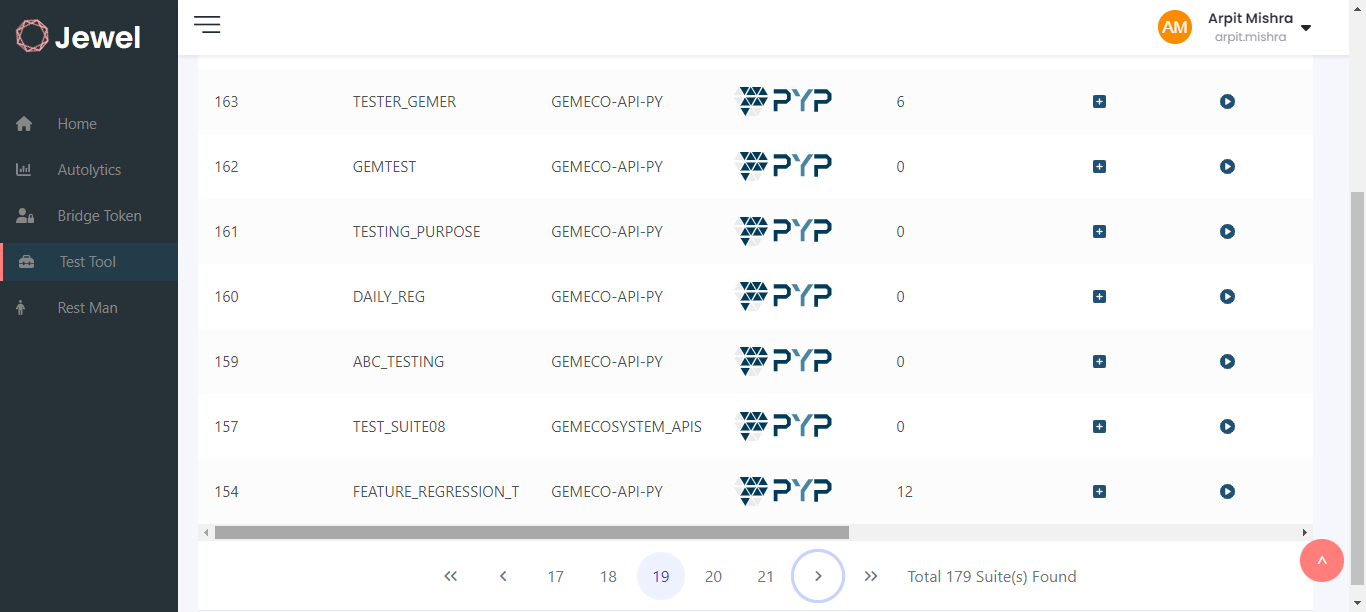 Jewel
Home
Autolytics
Bridge Token
Test Tool
Rest Man
AM
Arpit Mishra
arpit.mishra
163 TESTER_GEMER GEMECO-API-PY PYP 6
162 GEMTEST GEMECO-API-PY PYP 0
161 TESTING_PURPOSE GEMECO-API-PY PYP 0
160 DAILY_REG GEMECO-API-PY PYP 0
159 ABC_TESTING GEMECO-API-PY PYP 0
157 TEST_SUITE08 GEMECOSYSTEM_APIS PYP 0
154 FEATURE_REGRESSION_T GEMECO-API-PY PYP 12
17 18 19 20 21 Total 179 Suite(s) Found